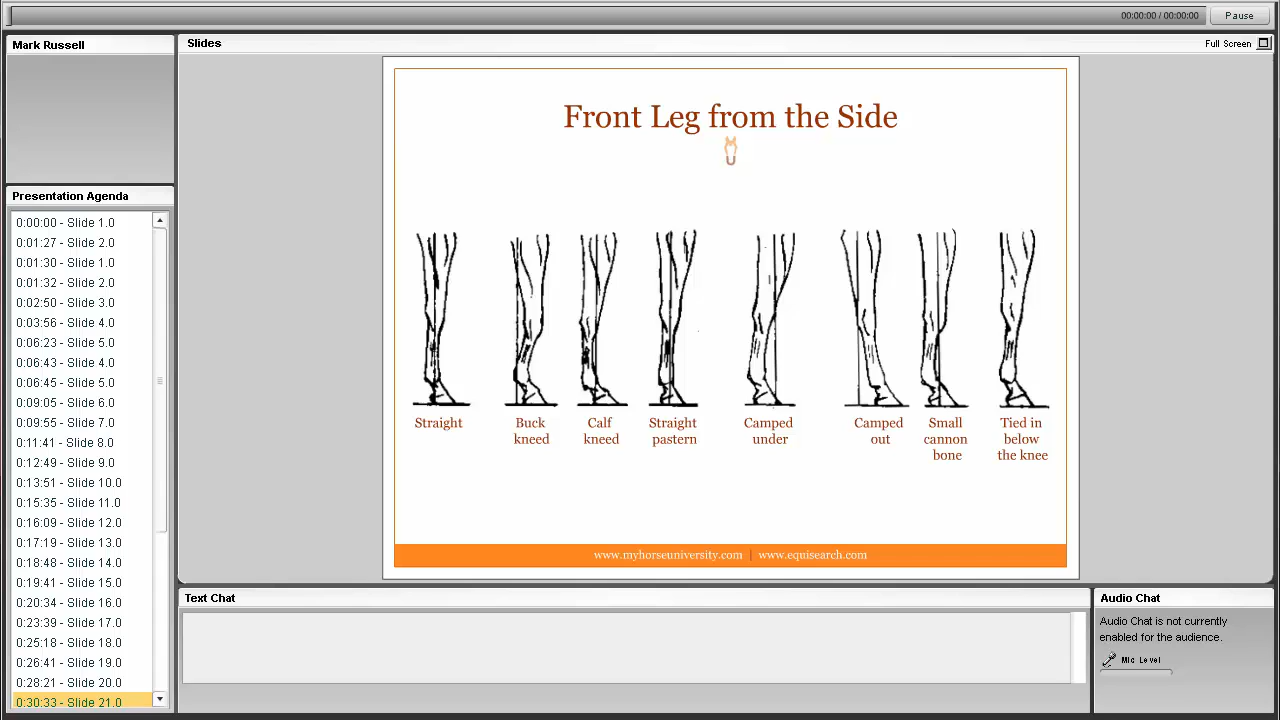 00:00:00 / 00:00:00
Pause
Mark Russell
Slides
Full Screen
Front Leg from the Side
Straight
Buck
kneed
Calf
kneed
Straight
pastern
Camped
under
Camped
out
Small
cannon
bone
Tied in
below
the knee
www.myhorseuniversity.com | www.equisearch.com
Presentation Agenda
0:00:00 - Slide 1.0
0:01:27 - Slide 2.0
0:01:30 - Slide 1.0
0:01:32 - Slide 2.0
0:02:50 - Slide 3.0
0:03:56 - Slide 4.0
0:06:23 - Slide 5.0
0:06:43 - Slide 4.0
0:06:45 - Slide 5.0
0:09:05 - Slide 6.0
0:09:55 - Slide 7.0
0:11:41 - Slide 8.0
0:12:49 - Slide 9.0
0:13:51 - Slide 10.0
0:15:35 - Slide 11.0
0:16:09 - Slide 12.0
0:17:19 - Slide 13.0
0:18:48 - Slide 14.0
0:19:41 - Slide 15.0
0:20:34 - Slide 16.0
0:23:39 - Slide 17.0
0:25:18 - Slide 18.0
0:26:41 - Slide 19.0
0:28:21 - Slide 20.0
0:30:33 - Slide 21.0
Text Chat
Audio Chat
Audio Chat is not currently
enabled for the audience.
Mic Level